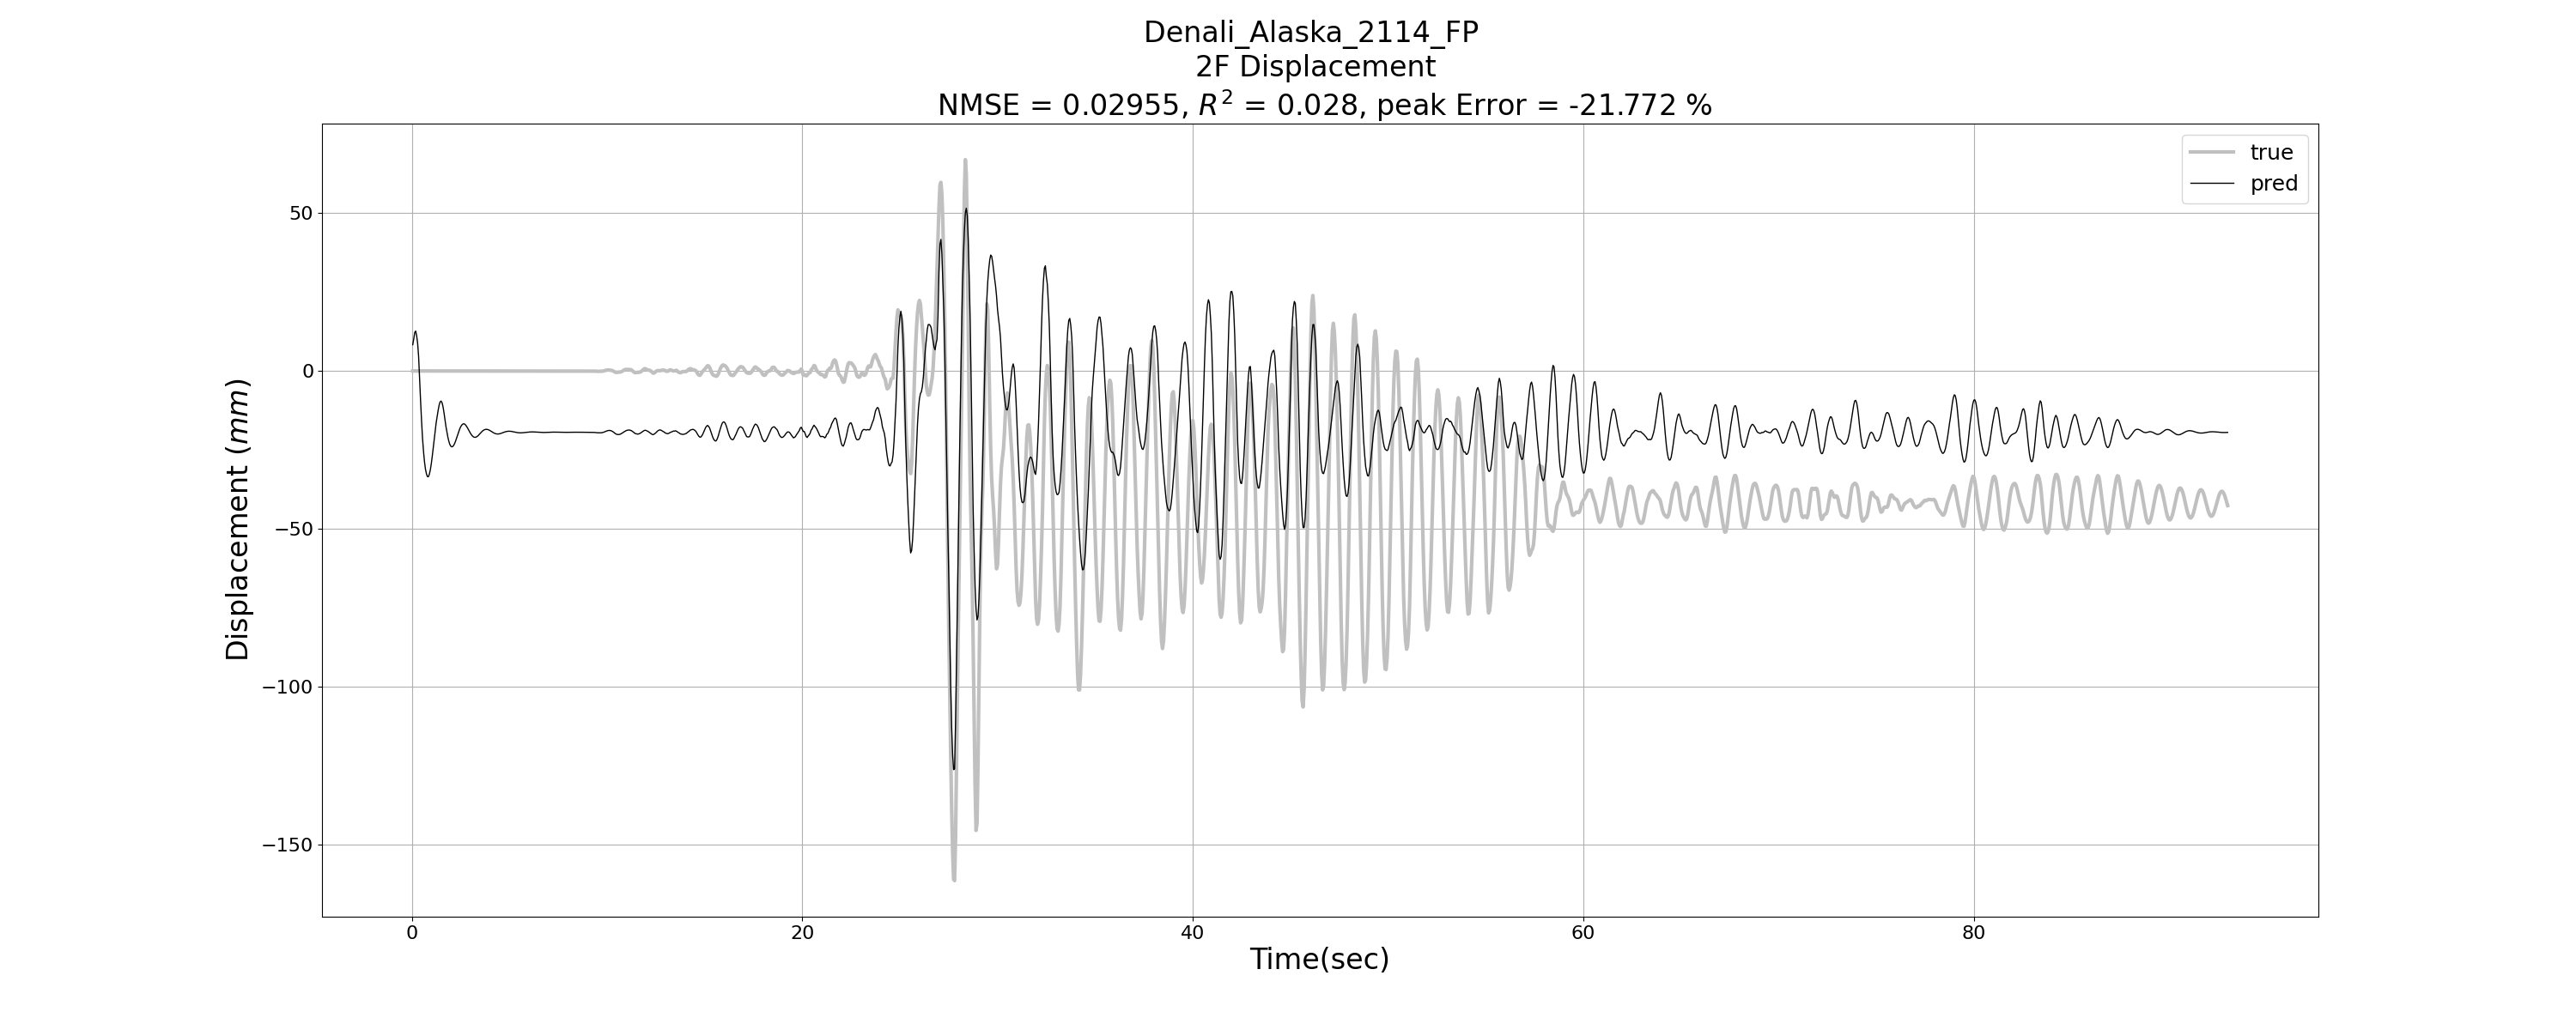 Denali_Alaska_2114_FP
2F Displacement
NMSE = 0.02955, R² = 0.028, peak Error = -21.772 %
true
pred
50
0
−50
−100
−150
Displacement (mm)
0 20 40 60 80
Time(sec)